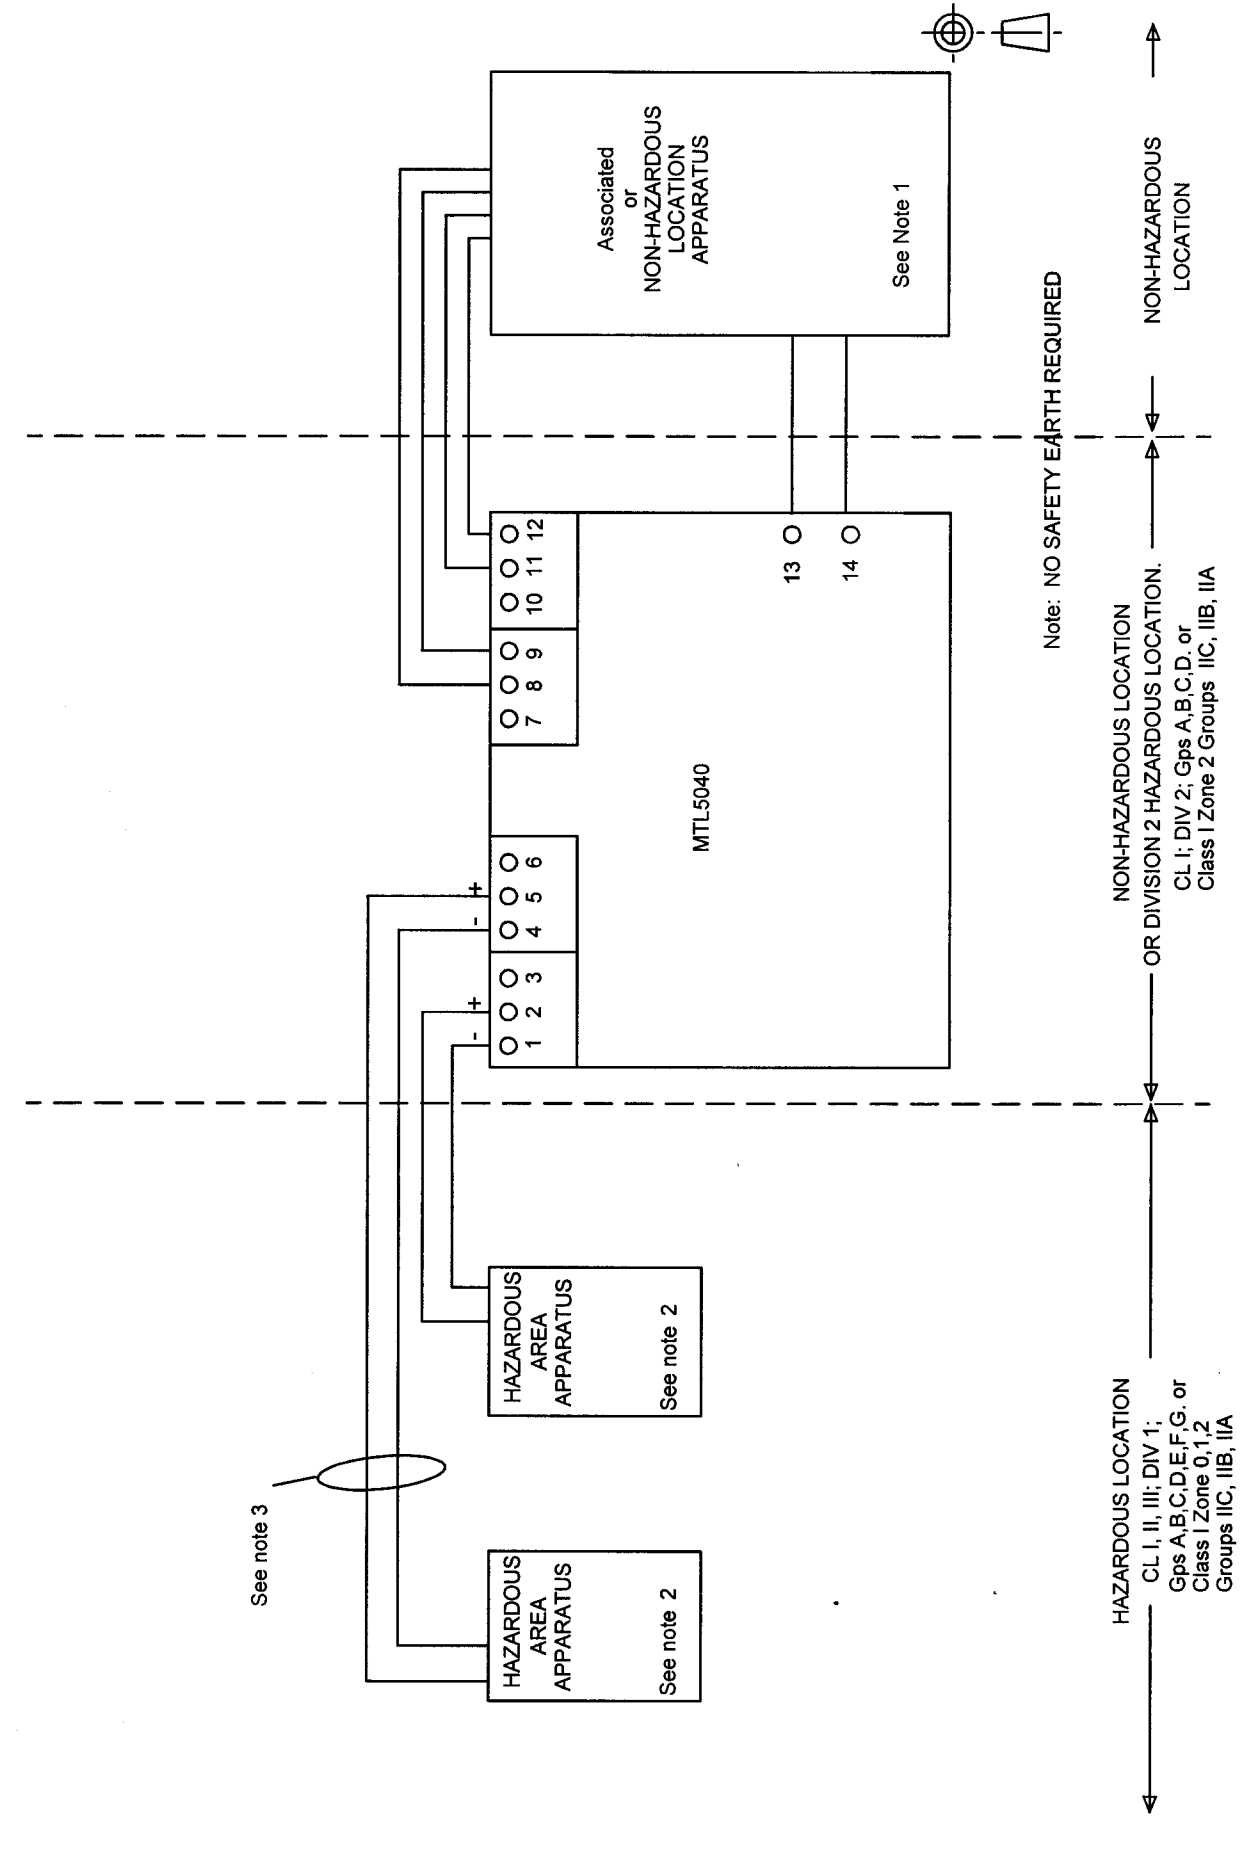 See note 3
HAZARDOUS
AREA
APPARATUS
See note 2
HAZARDOUS
AREA
APPARATUS
See note 2
- + - +
1 2 3 4 5 6 7 8 9 10 11 12
MTL5040
13
14
Associated
or
NON-HAZARDOUS
LOCATION
APPARATUS
See Note 1
Note: NO SAFETY EARTH REQUIRED
HAZARDOUS LOCATION
CL I, II, III; DIV 1;
Gps A,B,C,D,E,F,G. or
Class I Zone 0,1,2
Groups IIC, IIB, IIA
NON-HAZARDOUS LOCATION
OR DIVISION 2 HAZARDOUS LOCATION.
CL I; DIV 2; Gps A,B,C,D. or
Class I Zone 2 Groups IIC, IIB, IIA
NON-HAZARDOUS
LOCATION